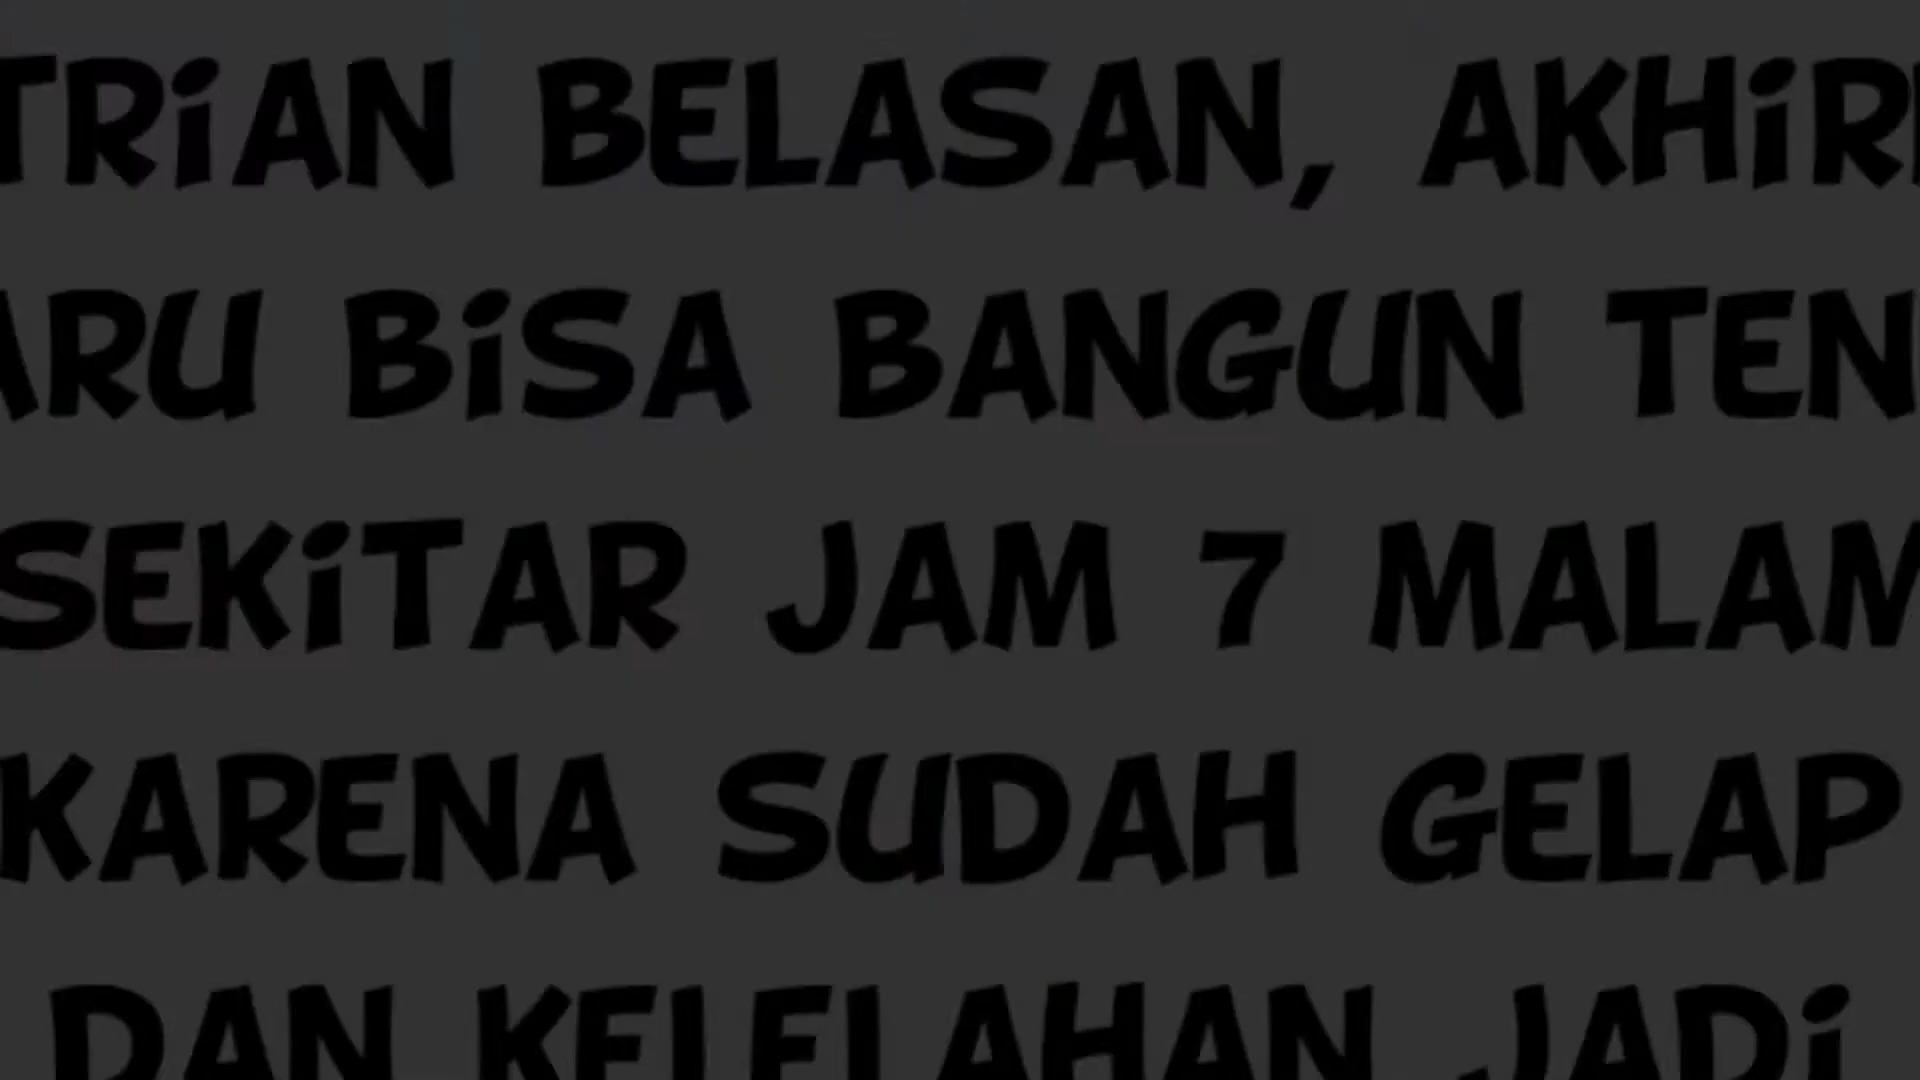 TRiAN BELASAN, AKHiR
ARU BiSA BANGUN TEN
SEKiTAR JAM 7 MALAM
KARENA SUDAH GELAP
DAN KELELAHAN JADi